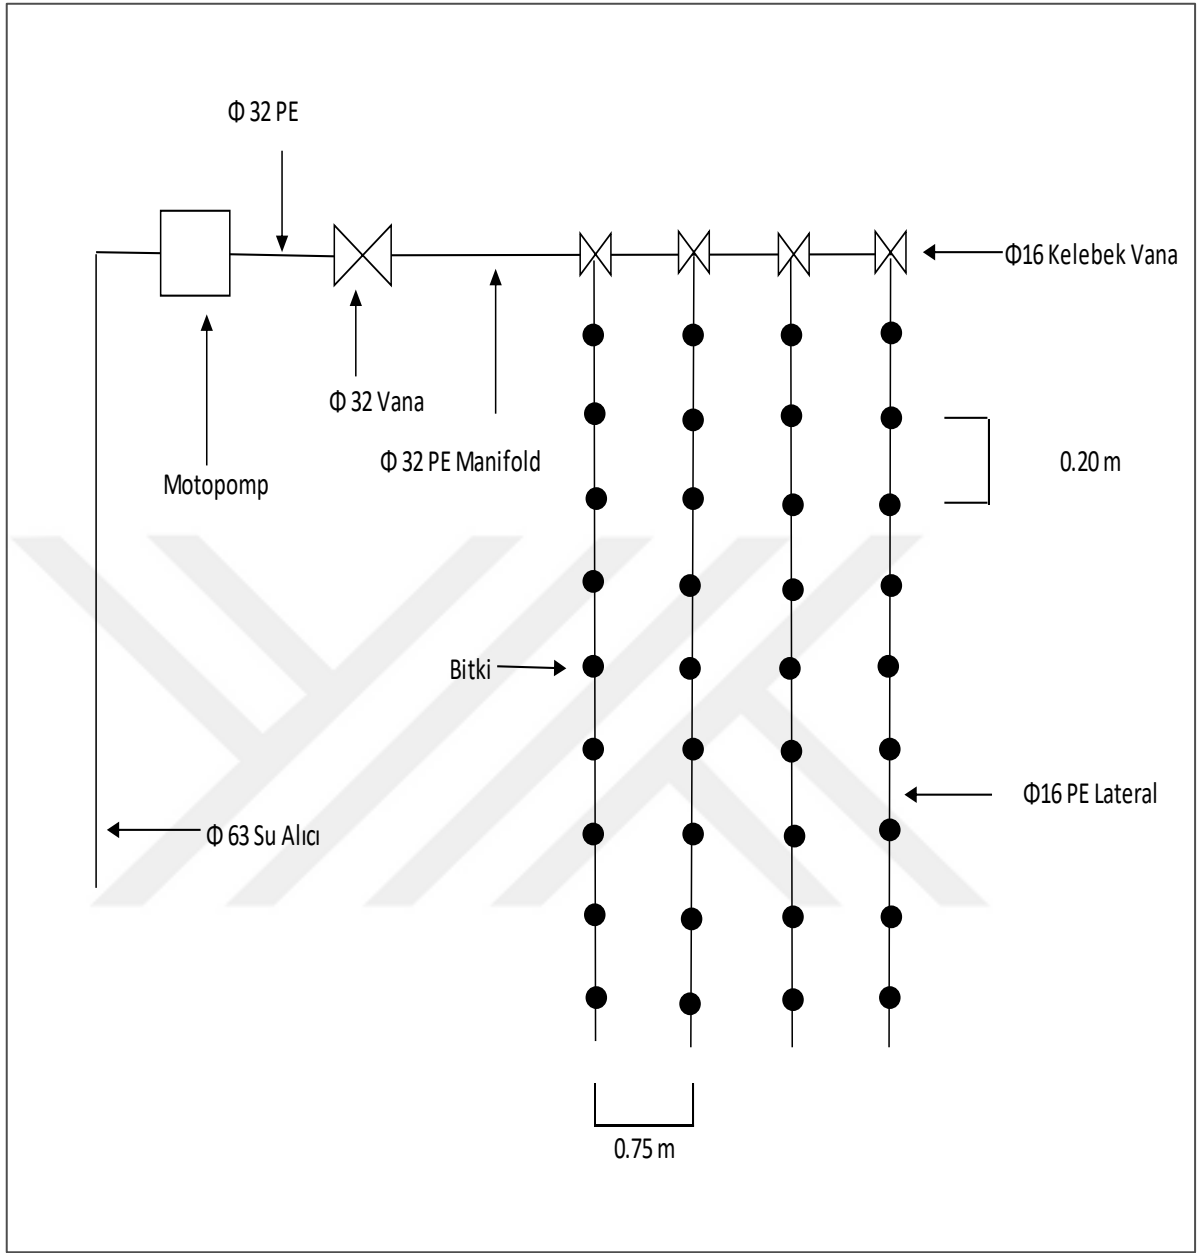 Φ 32 PE
Φ16 Kelebek Vana
Φ 32 Vana
Φ 32 PE Manifold
0.20 m
Motopomp
Bitki
Φ16 PE Lateral
Φ 63 Su Alıcı
0.75 m